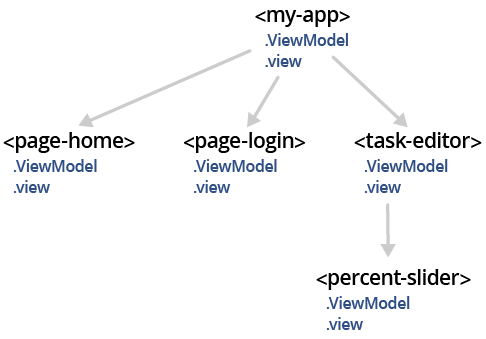 <my-app>
.ViewModel
.view
<page-home>
.ViewModel
.view
<page-login>
.ViewModel
.view
<task-editor>
.ViewModel
.view
<percent-slider>
.ViewModel
.view